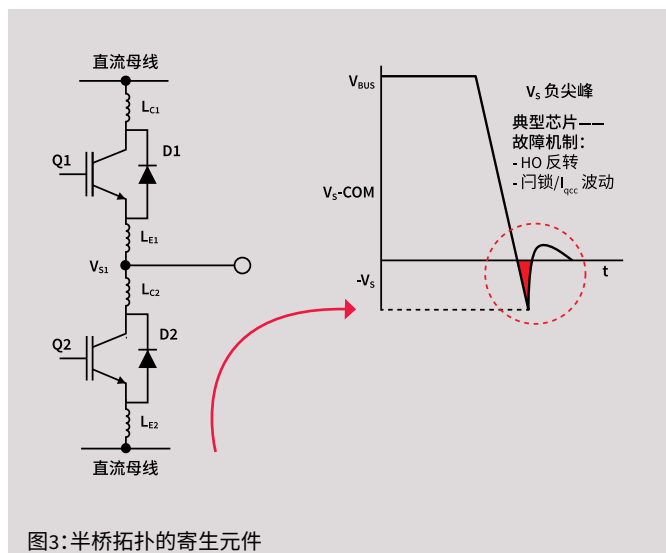 直流母线
LC1
Q1
D1
LE1
VS1
LC2
Q2
D2
LE2
直流母线
VBUS
VS 负尖峰
典型芯片——
故障机制：
- HO 反转
- 闩锁/Iqcc 波动
VS-COM
-VS
t
图3：半桥拓扑的寄生元件